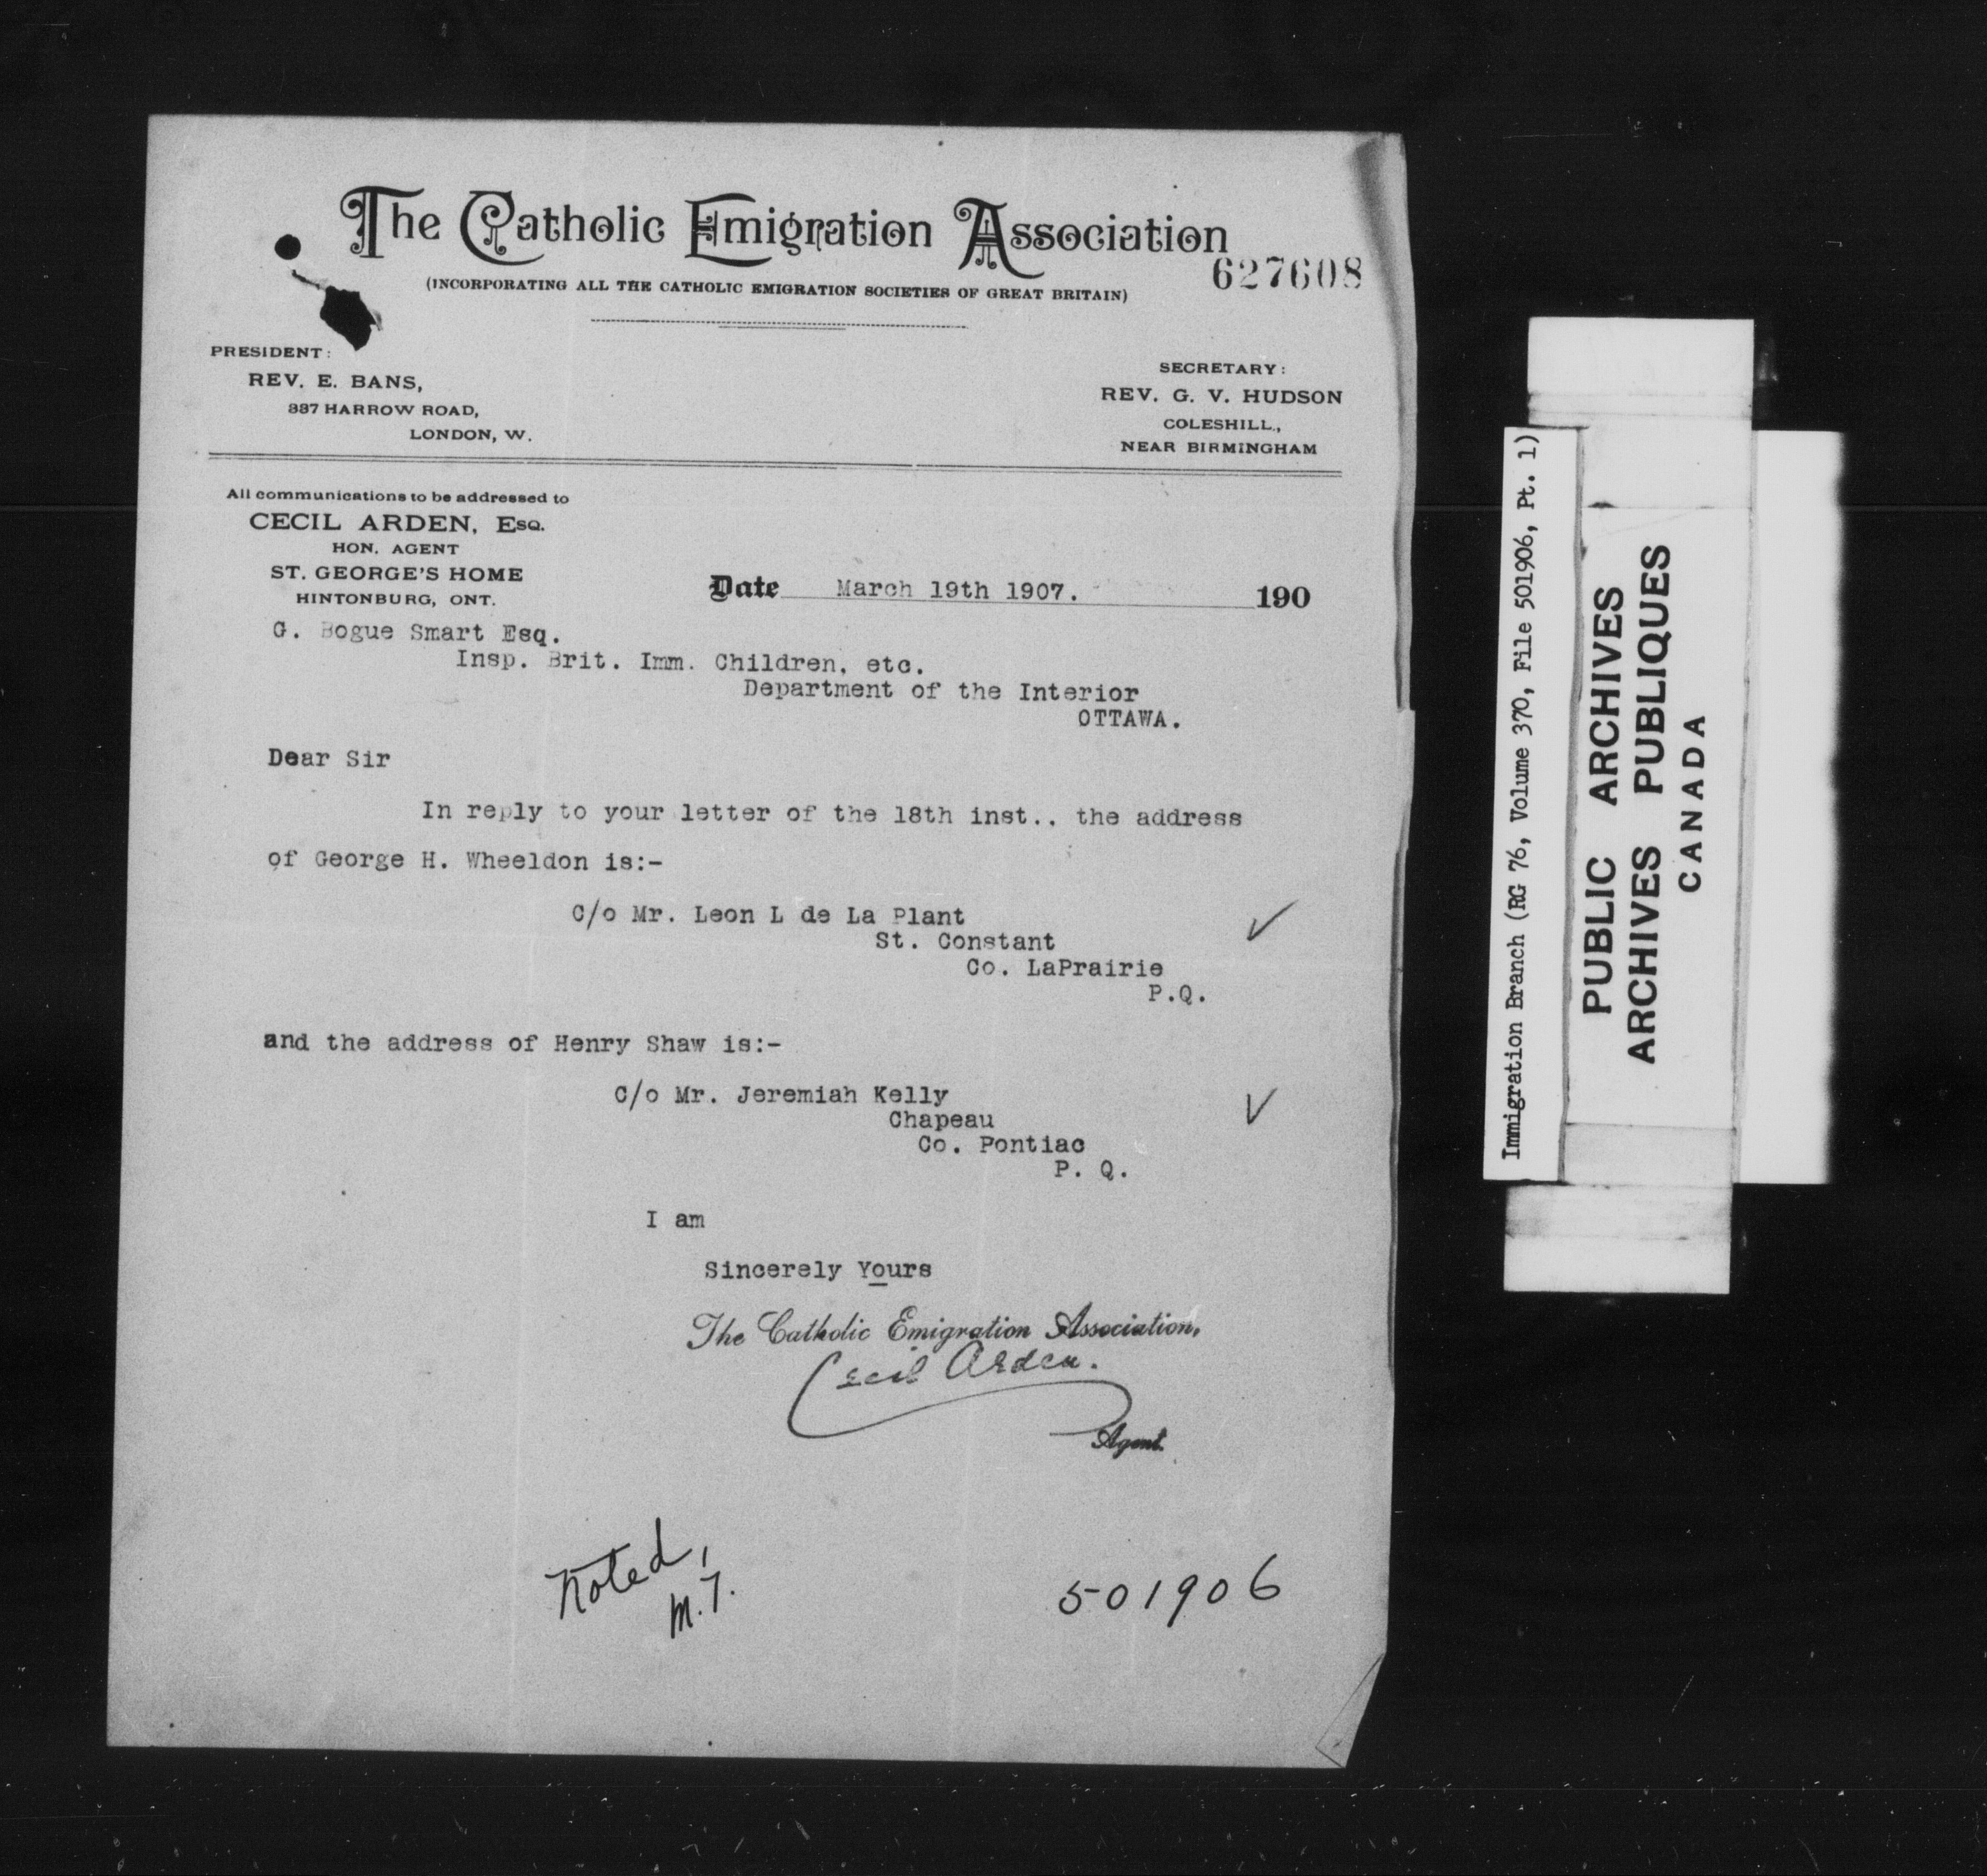 The Catholic Emigration Association
627608
(INCORPORATING ALL THE CATHOLIC EMIGRATION SOCIETIES OF GREAT BRITAIN)
PRESIDENT:
REV. E. BANS,
337 HARROW ROAD,
LONDON, W.
SECRETARY:
REV. G. V. HUDSON
COLESHILL,
NEAR BIRMINGHAM
All communications to be addressed to
CECIL ARDEN, Esq.
HON. AGENT
ST. GEORGE'S HOME
HINTONBURG, ONT.
Date March 19th 1907. 190
G. Bogue Smart Esq.
Insp. Brit. Imm. Children, etc.
Department of the Interior
OTTAWA.
Dear Sir
In reply to your letter of the 18th inst.. the address
of George H. Wheeldon is:-
C/o Mr. Leon L de La Plant
St. Constant
Co. LaPrairie
P.Q.
and the address of Henry Shaw is:-
C/o Mr. Jeremiah Kelly
Chapeau
Co. Pontiac
P. Q.
I am
Sincerely Yours
The Catholic Emigration Association,
Cecil Arden.
Agent.
Noted,
501906
Immigration Branch (RG 76, Volume 370, File 501906, Pt. 1)
PUBLIC ARCHIVES
ARCHIVES PUBLIQUES
CANADA